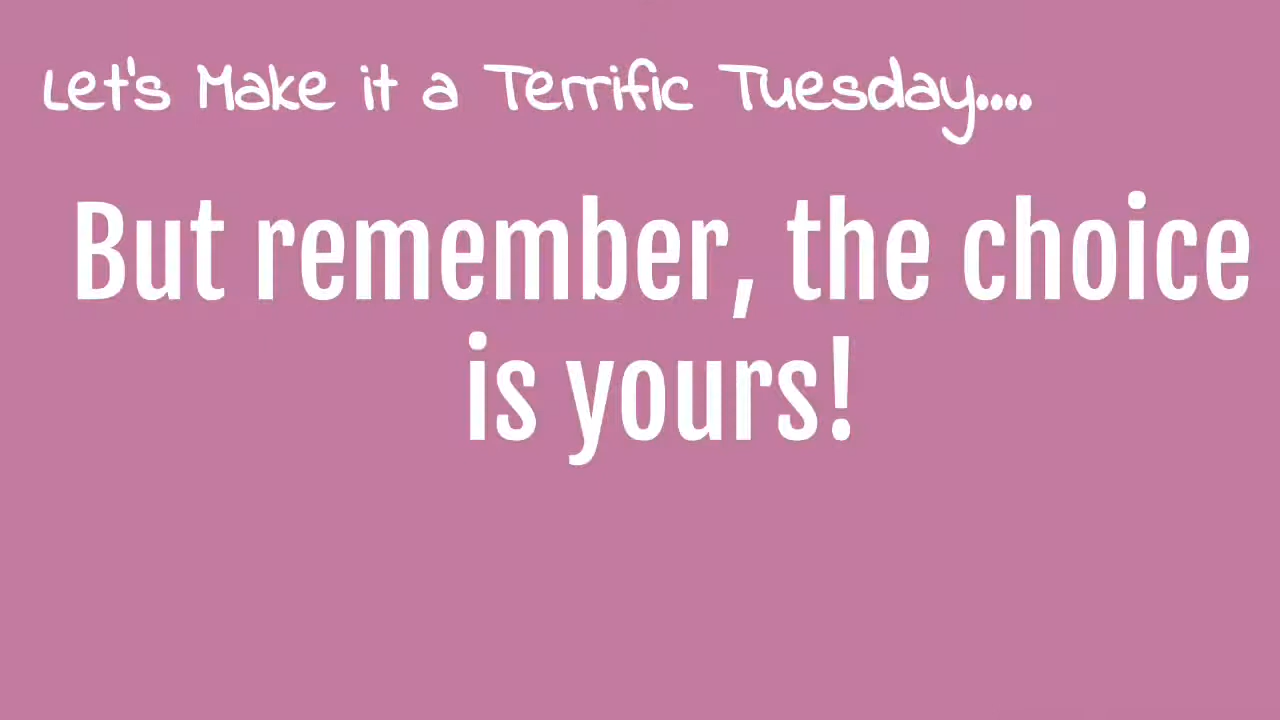 Let's Make it a Terrific Tuesday....
But remember, the choice
is yours!